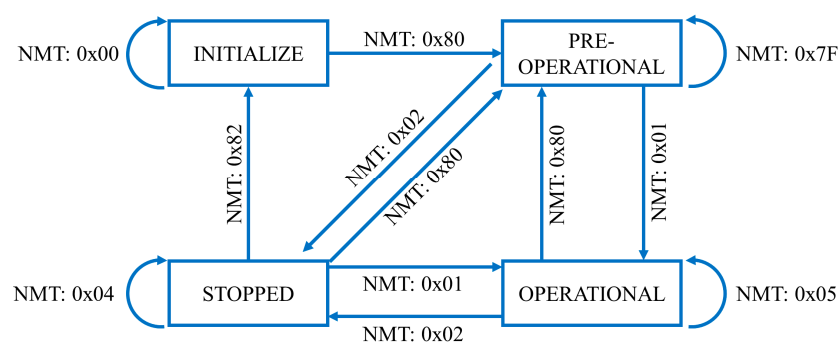 NMT: 0x00
INITIALIZE
NMT: 0x80
PRE-
OPERATIONAL
NMT: 0x7F
NMT: 0x82
NMT: 0x02
NMT: 0x80
NMT: 0x80
NMT: 0x01
NMT: 0x04
STOPPED
NMT: 0x01
OPERATIONAL
NMT: 0x05
NMT: 0x02